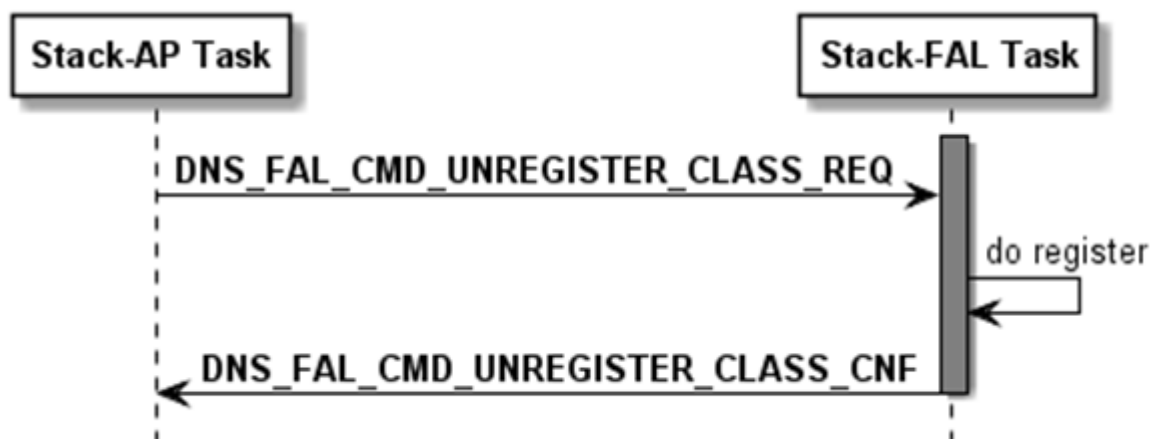 Stack-AP Task
Stack-FAL Task
DNS_FAL_CMD_UNREGISTER_CLASS_REQ
do register
DNS_FAL_CMD_UNREGISTER_CLASS_CNF